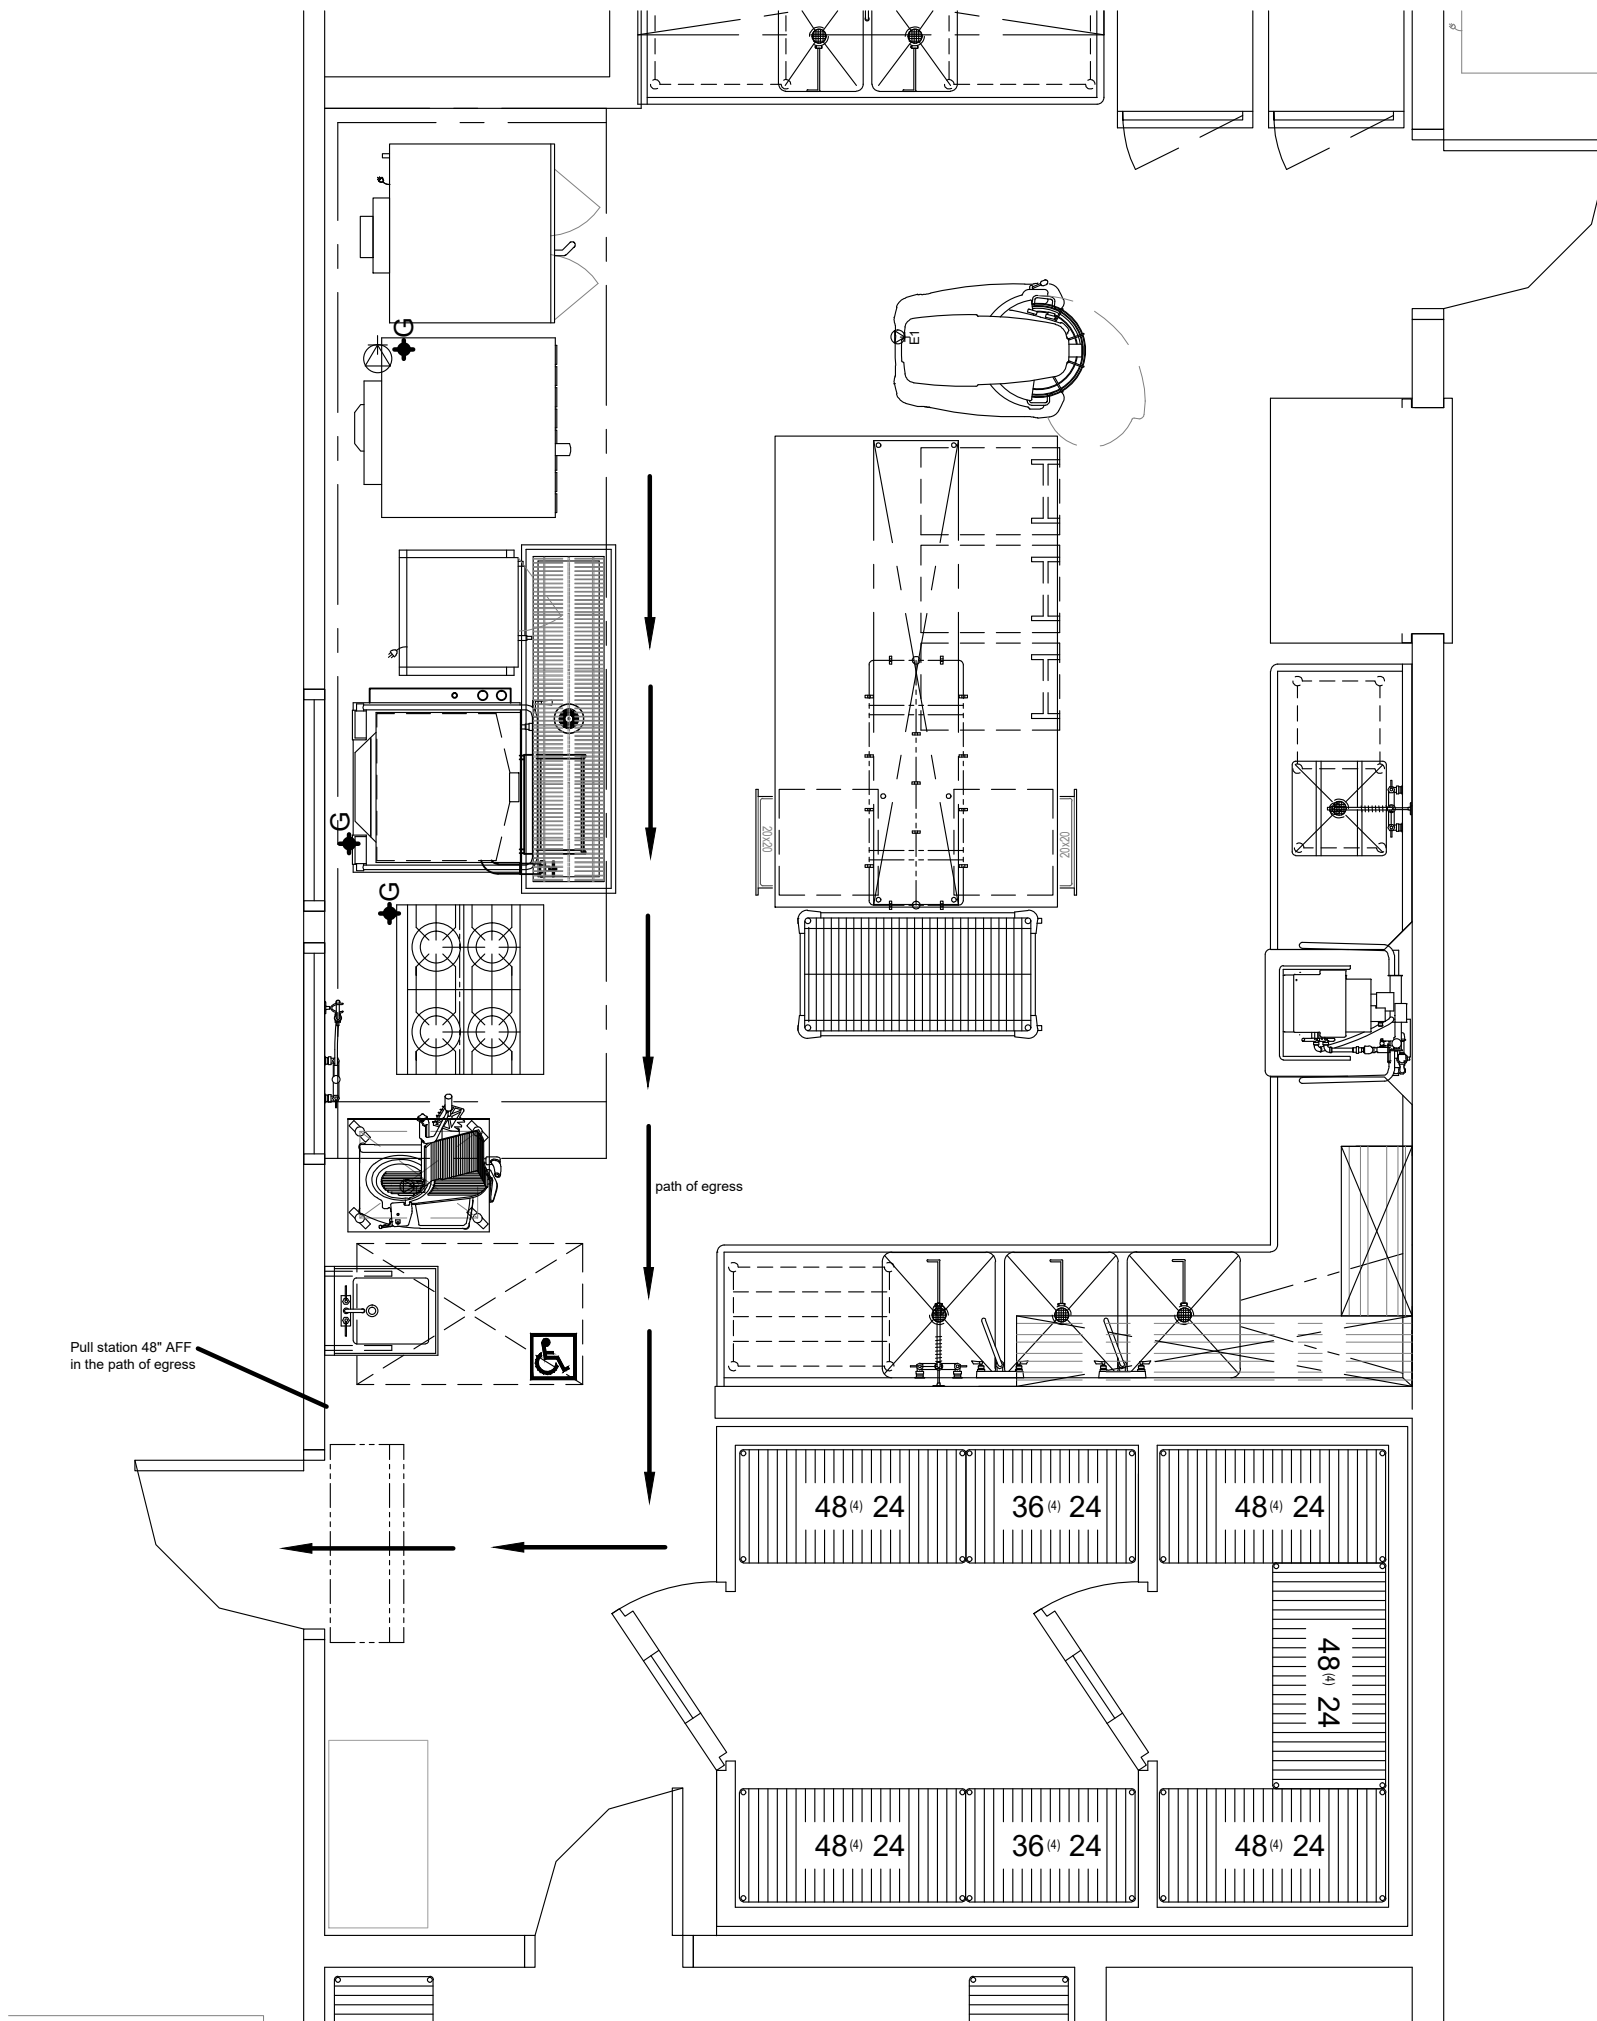 G
E1
G
20x20
20x20
G
path of egress
Pull station 48" AFF
in the path of egress
48(4) 24
36(4) 24
48(4) 24
48(4) 24
48(4) 24
36(4) 24
48(4) 24